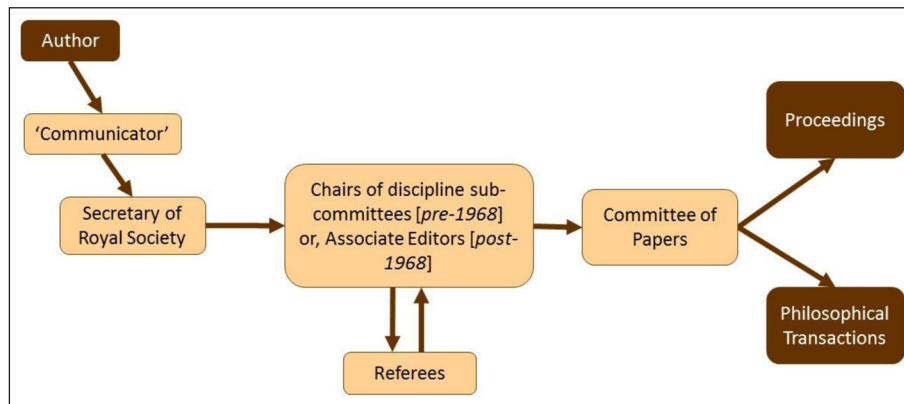 Author
‘Communicator’
Secretary of
Royal Society
Chairs of discipline sub-
committees [pre-1968]
or, Associate Editors [post-
1968]
Referees
Committee of
Papers
Proceedings
Philosophical
Transactions